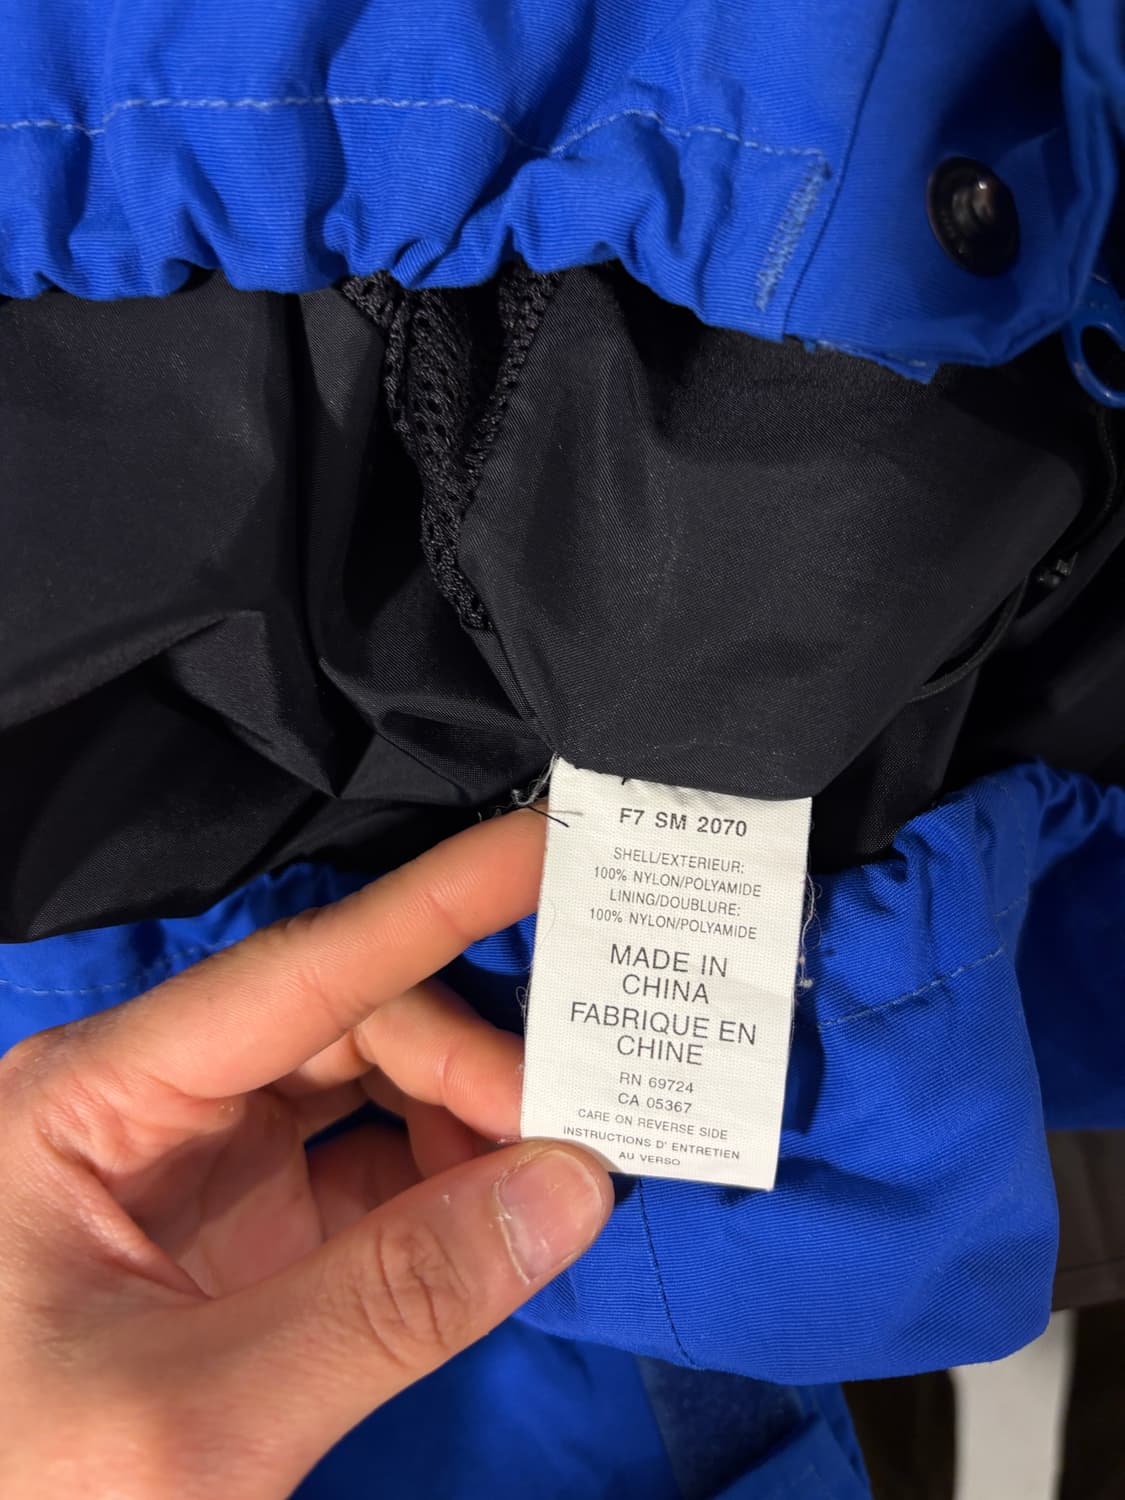 F7 SM 2070
SHELL/EXTERIEUR:
100% NYLON/POLYAMIDE
LINING/DOUBLURE:
100% NYLON/POLYAMIDE
MADE IN
CHINA
FABRIQUE EN
CHINE
RN 69724
CA 05367
CARE ON REVERSE SIDE
INSTRUCTIONS D' ENTRETIEN
AU VERSO